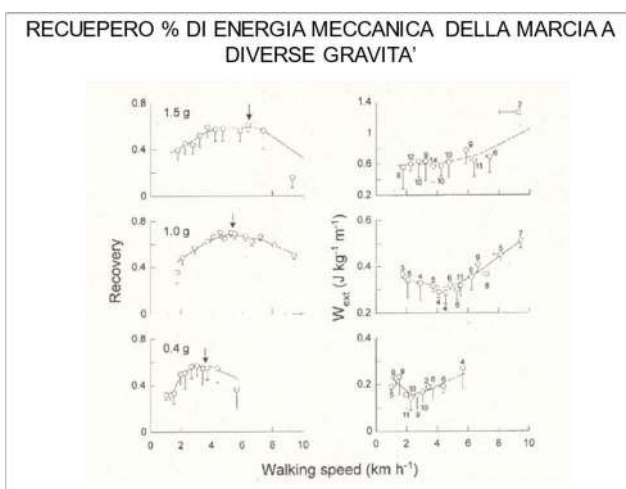 RECUEPERO % DI ENERGIA MECCANICA DELLA MARCIA A
DIVERSE GRAVITA'
1.5 g
0.8
0.4
0
1.0 g
0.8
0.4
0
0.4 g
0.8
0.4
0
0 2 4 6 8 10
Recovery
1.4
1
0.6
0.2
0.6
0.4
0.2
0.4
0.2
0
0 2 4 6 8 10
W ext (J kg-1 m-1)
Walking speed (km h-1)